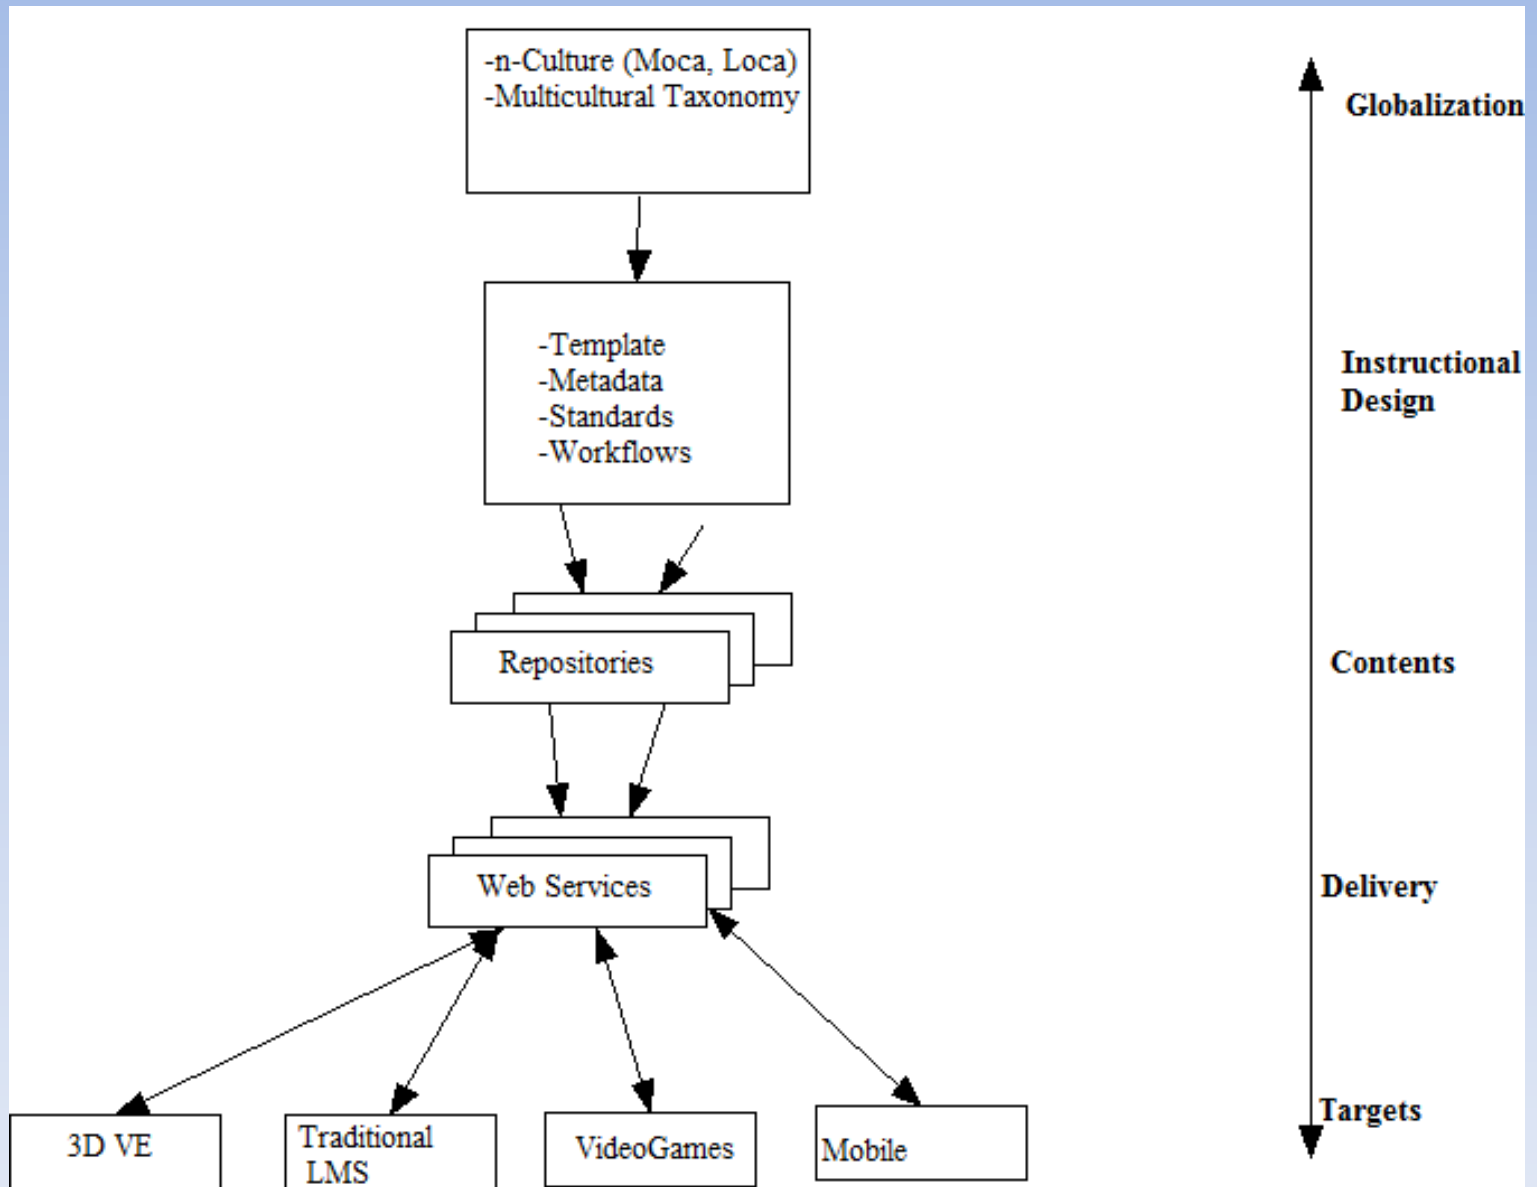 -n-Culture (Moca, Loca)
-Multicultural Taxonomy
Globalization
-Template
-Metadata
-Standards
-Workflows
Instructional
Design
Repositories
Contents
Web Services
Delivery
3D VE
Traditional
LMS
VideoGames
Mobile
Targets